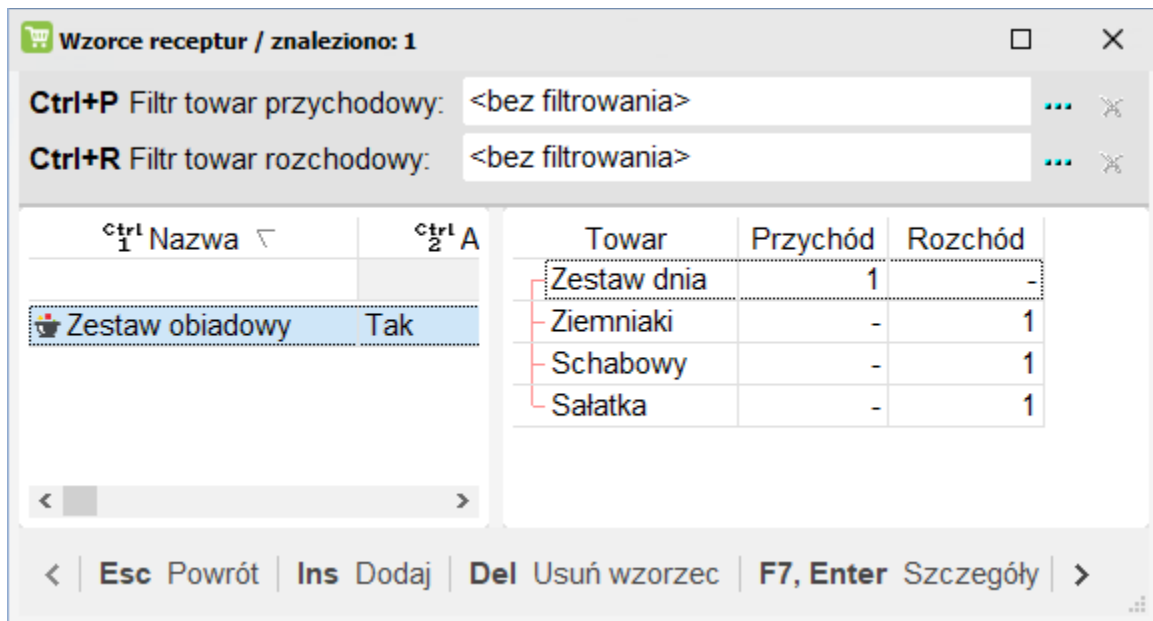 Wzorce receptur / znaleziono: 1
Ctrl+P Filtr towar przychodowy: <bez filtrowania> ...
Ctrl+R Filtr towar rozchodowy: <bez filtrowania> ...
Ctrl 1 Nazwa Ctrl 2 A Towar Przychód Rozchód
Zestaw dnia 1 -
Zestaw obiadowy Tak Ziemniaki - 1
Schabowy - 1
Sałatka - 1
< Esc Powrót Ins Dodaj Del Usuń wzorzec F7, Enter Szczegóły >